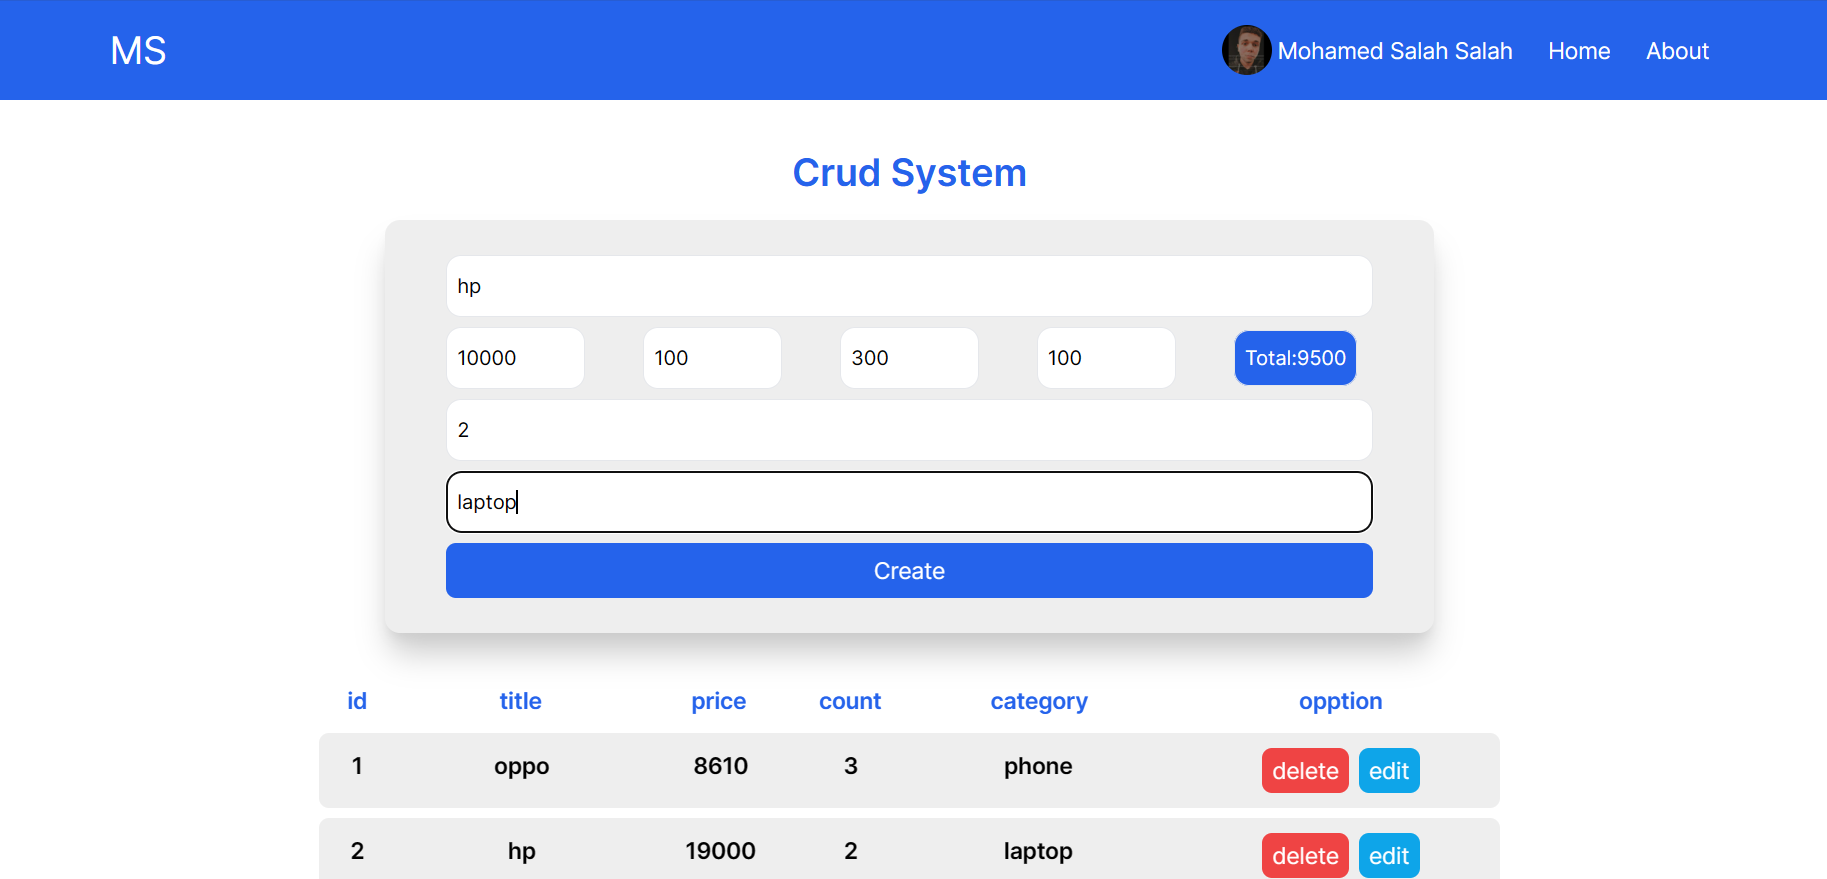 MS
Mohamed Salah Salah Home About
Crud System
hp
10000 100 300 100 Total:9500
2
laptop
Create
id title price count category opption
1 oppo 8610 3 phone delete edit
2 hp 19000 2 laptop delete edit